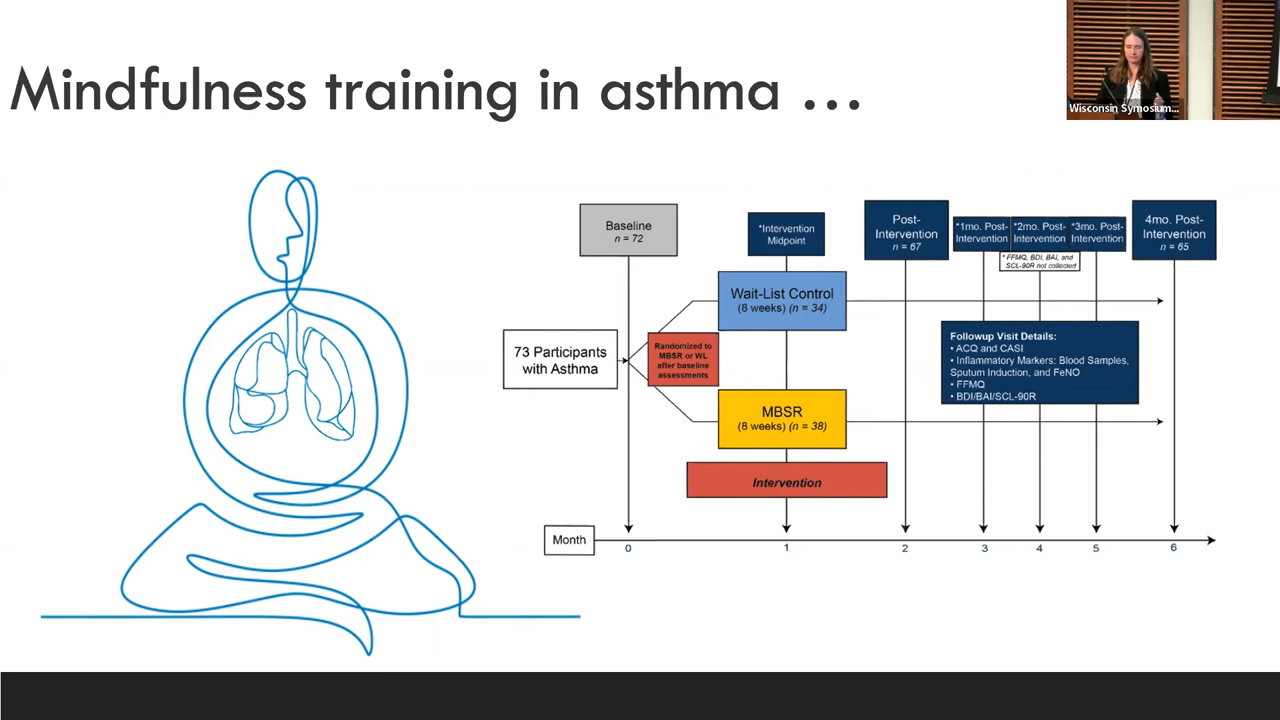 Mindfulness training in asthma ...
Wisconsin Symposium...
Baseline
n = 72
*Intervention
Midpoint
Post-
Intervention
n = 67
*1mo. Post-
Intervention
*2mo. Post-
Intervention
*3mo. Post-
Intervention
4mo. Post-
Intervention
n = 65
* FFMQ, BDI, BAI, and
SCL-90R not collected
Wait-List Control
(8 weeks) (n = 34)
73 Participants
with Asthma
Randomized to
MBSR or WL
after baseline
assessments
Followup Visit Details:
• ACQ and CASI
• Inflammatory Markers: Blood Samples,
Sputum Induction, and FeNO
• FFMQ
• BDI/BAI/SCL-90R
MBSR
(8 weeks) (n = 38)
Intervention
Month
0 1 2 3 4 5 6